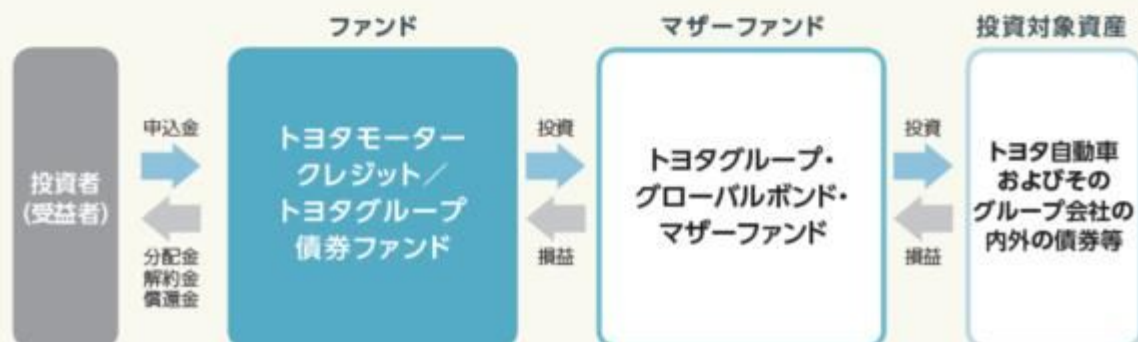 ファンド
マザーファンド
投資対象資産
投資者
(受益者)
申込金
分配金
解約金
償還金
トヨタモーター
クレジット／
トヨタグループ
債券ファンド
投資
損益
トヨタグループ・
グローバルボンド・
マザーファンド
投資
損益
トヨタ自動車
およびその
グループ会社の
内外の債券等